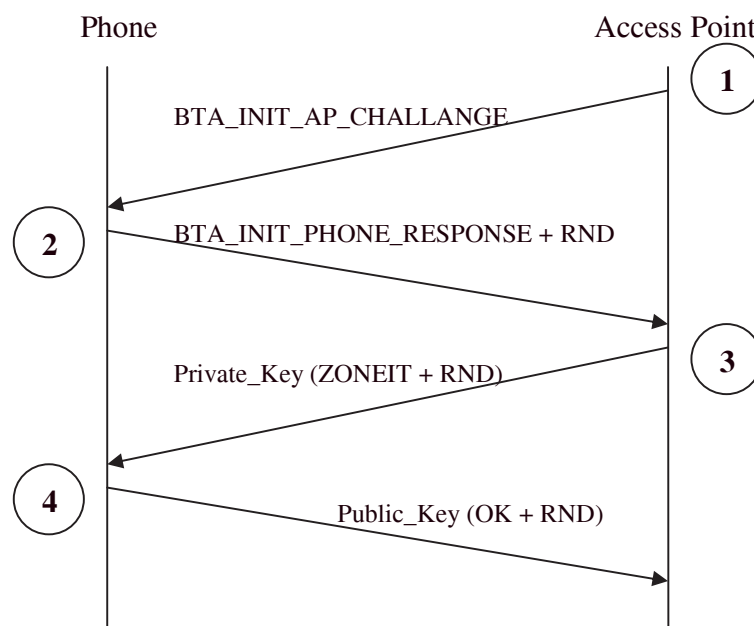 Phone
Access Point
1
BTA_INIT_AP_CHALLANGE
2
BTA_INIT_PHONE_RESPONSE + RND
3
Private_Key (ZONEIT + RND)
4
Public_Key (OK + RND)